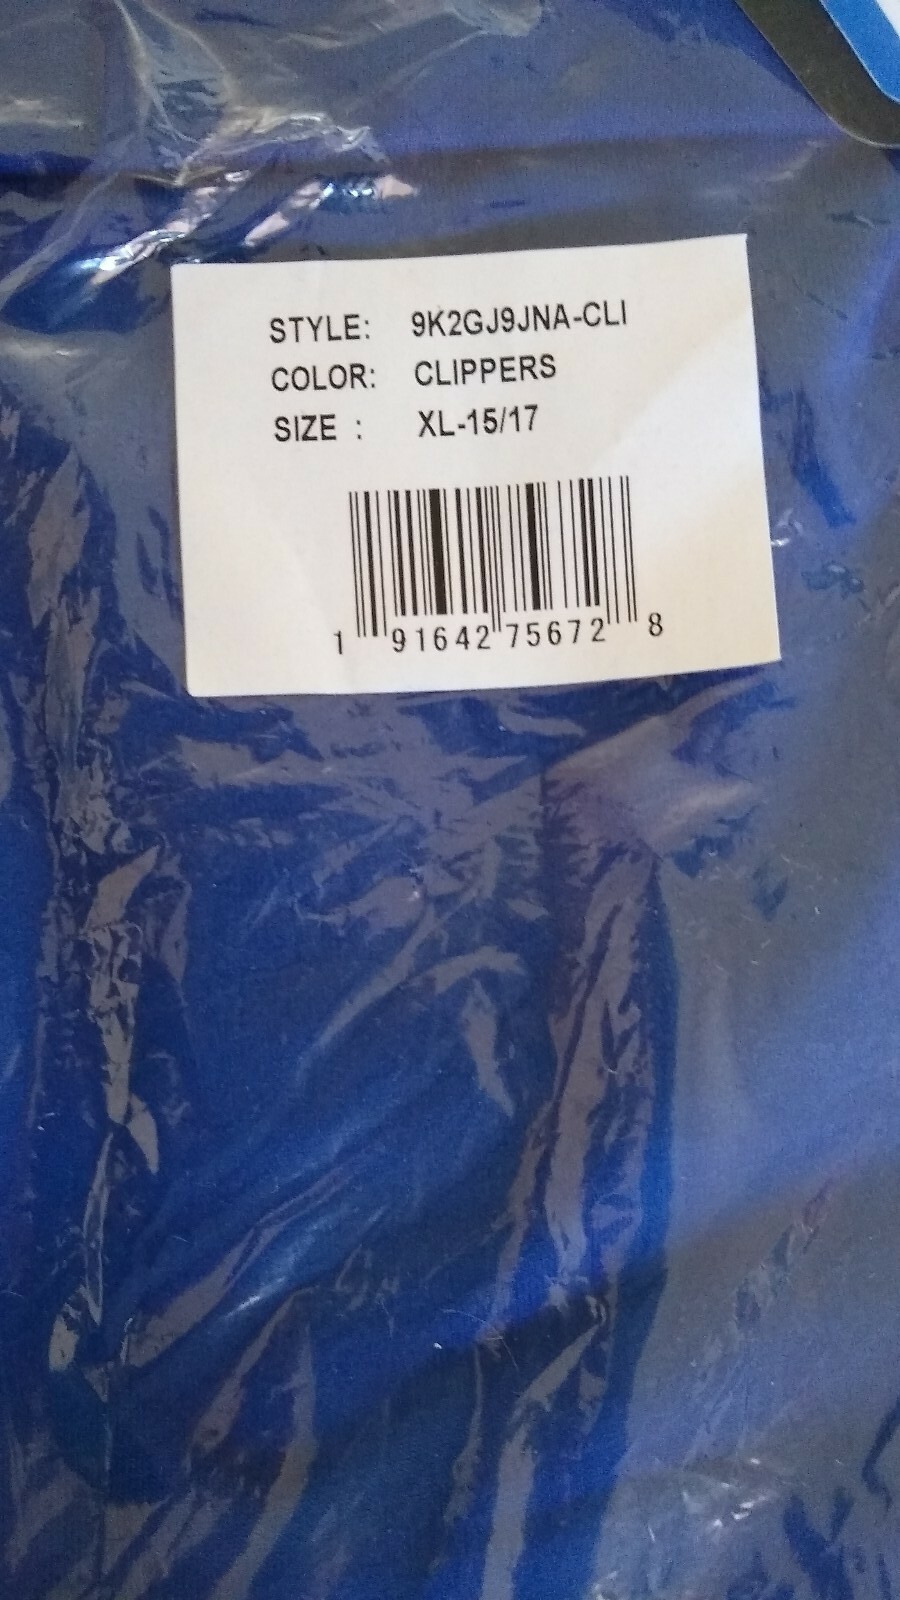 STYLE: 9K2GJ9JNA-CLI
COLOR: CLIPPERS
SIZE : XL-15/17
1 91642 75672 8